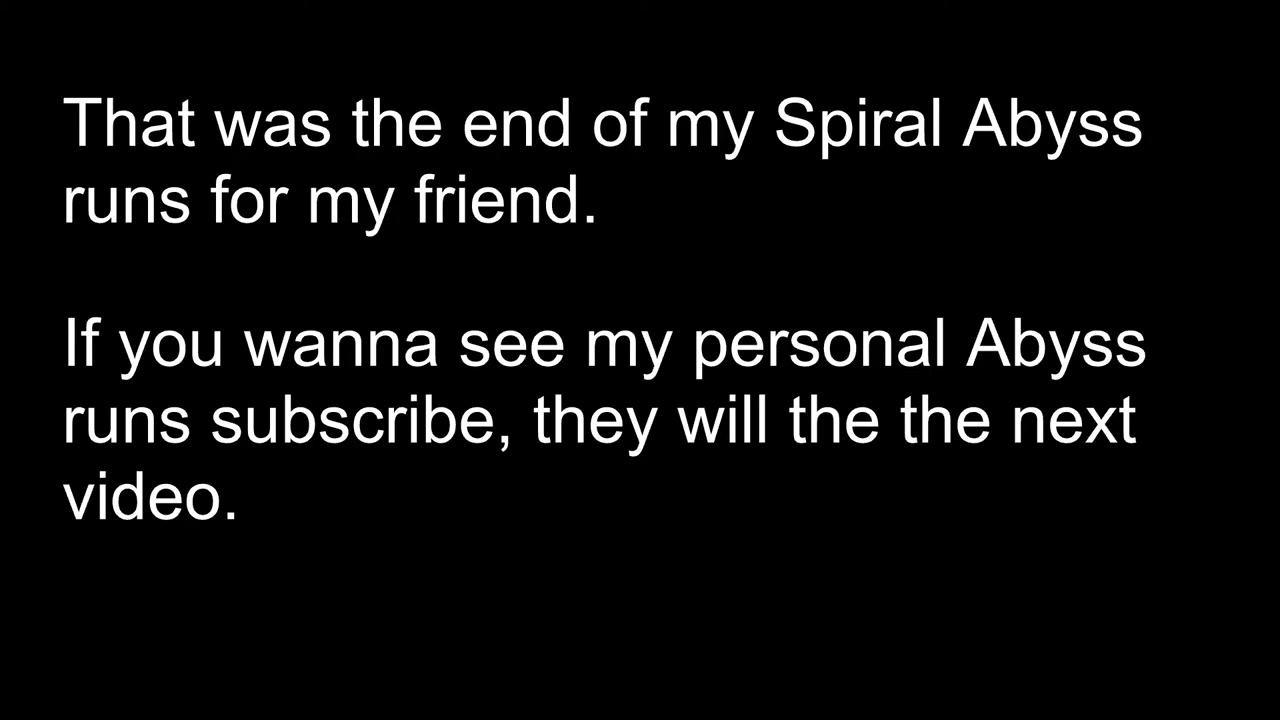 That was the end of my Spiral Abyss
runs for my friend.
If you wanna see my personal Abyss
runs subscribe, they will the the next
video.